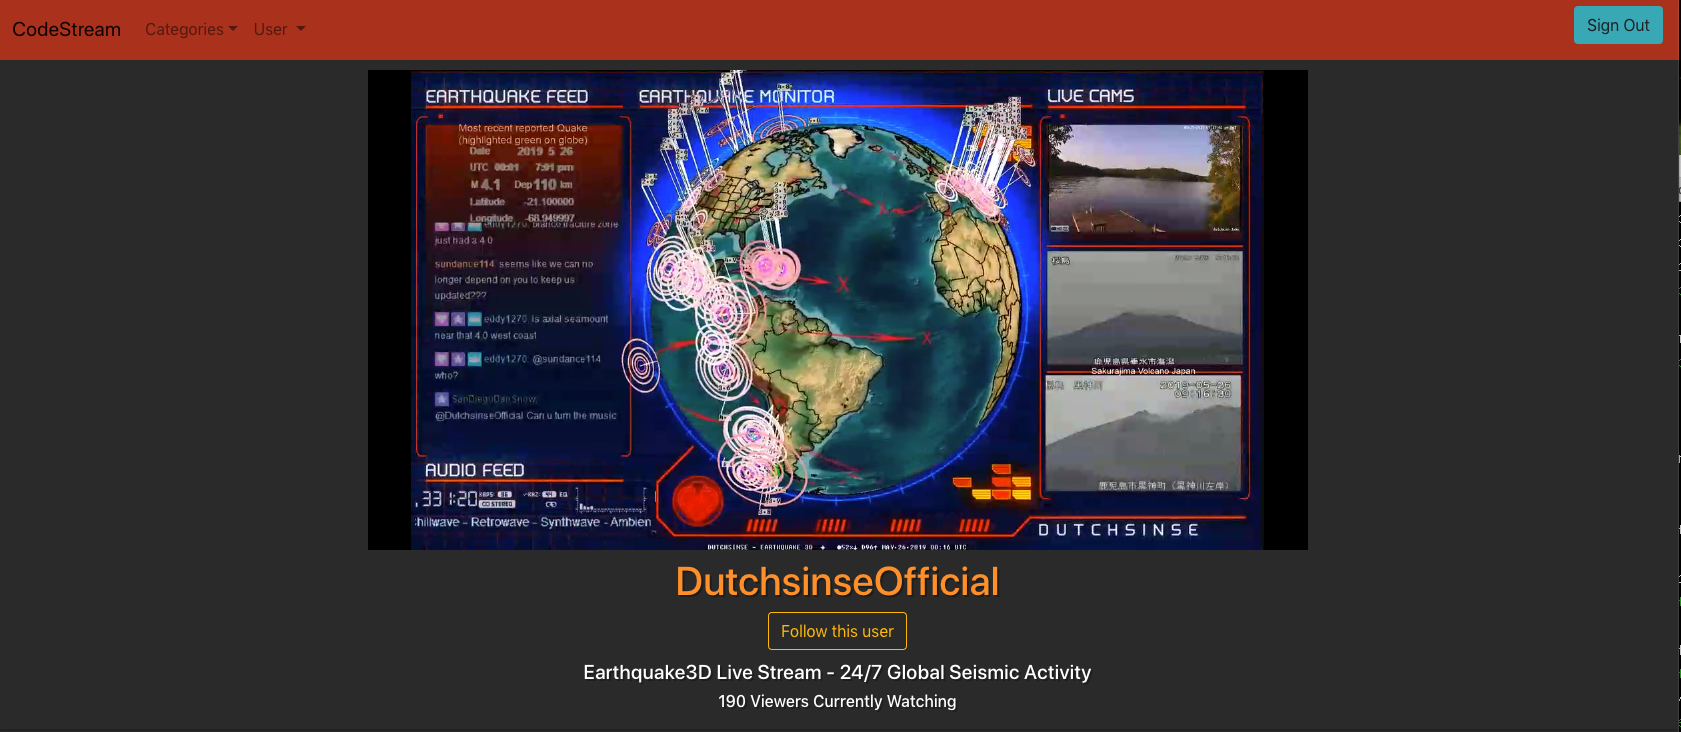 CodeStream
Categories
User
Sign Out
EARTHQUAKE FEED
EARTHQUAKE MONITOR
LIVE CAMS
Most recent reported Quake
(highlighted green on globe)
Date 2019 5 26
UTC 00:01 7:01 pm
M 4.1 Dep 110 km
Latitude -21.100000
Longitude -68.949997
eddy1270: blanco fracture zone
just had a 4.0
sundance114: seems like we can no
longer depend on you to keep us
updated???
eddy1270: is axial seamount
near that 4.0 west coast
eddy1270: @sundance114
who?
SanDiegoDanSnow:
@DutchsinseOfficial Can u turn the music
鹿児島県垂水市海潟
Sakurajima Volcano Japan
2019-05-26
09:16:30
鹿児島市黒神町（黒神川左岸）
AUDIO FEED
331:20
STEREO
hillwave - Retrowave - Synthwave - Ambien
DUTCHSINSE
DUTCHSINSE - EARTHQUAKE 3D
MAY-26-2019 00:16 UTC
DutchsinseOfficial
Follow this user
Earthquake3D Live Stream - 24/7 Global Seismic Activity
190 Viewers Currently Watching